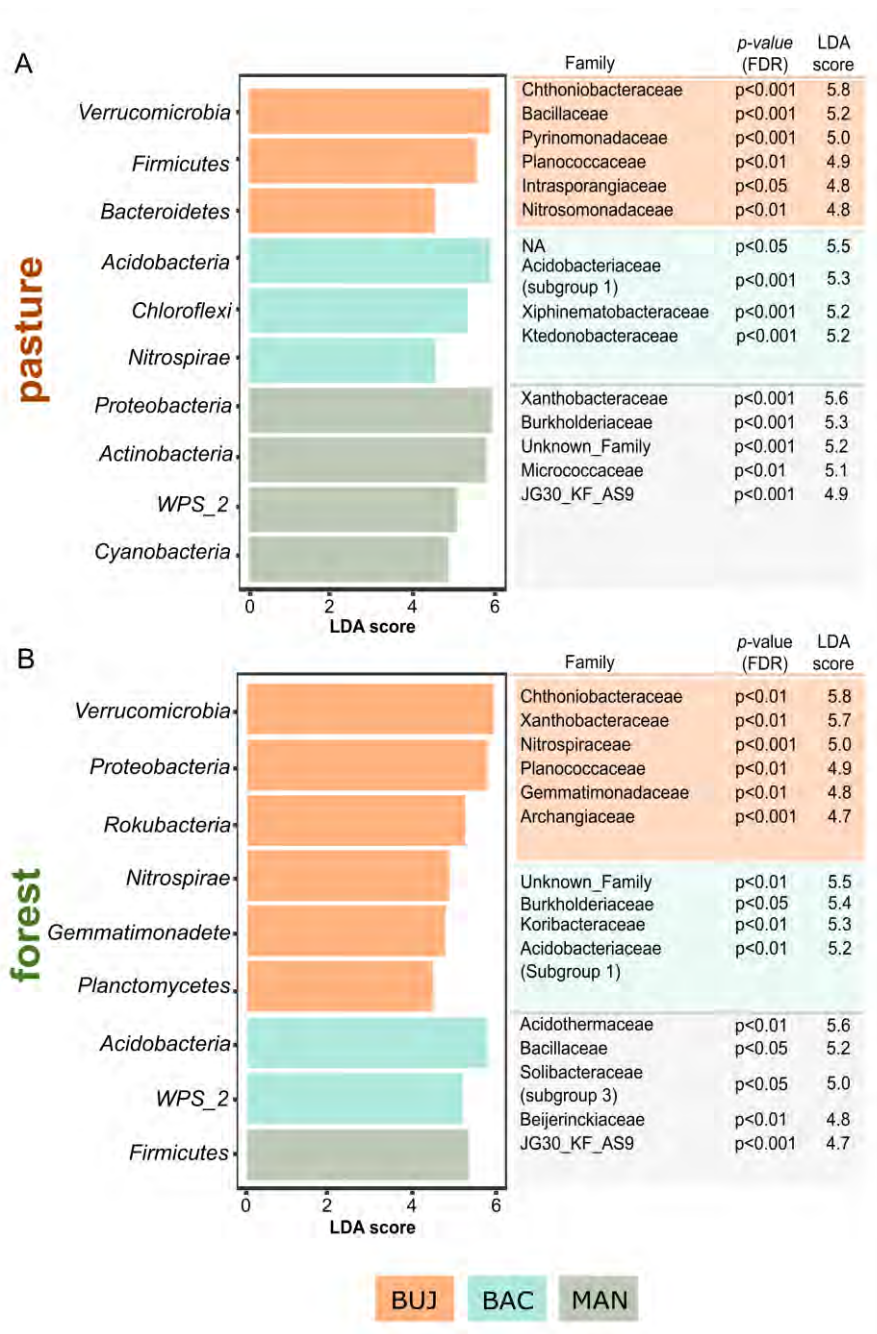 A
Family
p-value
(FDR)
LDA
score
pasture
Verrucomicrobia
Firmicutes
Bacteroidetes
Acidobacteria
Chloroflexi
Nitrospirae
Proteobacteria
Actinobacteria
WPS_2
Cyanobacteria
0 2 4 6
LDA score
Chthoniobacteraceae p<0.001 5.8
Bacillaceae p<0.001 5.2
Pyrinomonadaceae p<0.001 5.0
Planococcaceae p<0.01 4.9
Intrasporangiaceae p<0.05 4.8
Nitrosomonadaceae p<0.01 4.8
NA p<0.05 5.5
Acidobacteriaceae
(subgroup 1) p<0.001 5.3
Xiphinematobacteraceae p<0.001 5.2
Ktedonobacteraceae p<0.001 5.2
Xanthobacteraceae p<0.001 5.6
Burkholderiaceae p<0.001 5.3
Unknown_Family p<0.001 5.2
Micrococcaceae p<0.01 5.1
JG30_KF_AS9 p<0.001 4.9
B
Family
p-value
(FDR)
LDA
score
forest
Verrucomicrobia
Proteobacteria
Rokubacteria
Nitrospirae
Gemmatimonadete
Planctomycetes
Acidobacteria
WPS_2
Firmicutes
0 2 4 6
LDA score
Chthoniobacteraceae p<0.01 5.8
Xanthobacteraceae p<0.01 5.7
Nitrospiraceae p<0.001 5.0
Planococcaceae p<0.01 4.9
Gemmatimonadaceae p<0.01 4.8
Archangiaceae p<0.001 4.7
Unknown_Family p<0.01 5.5
Burkholderiaceae p<0.05 5.4
Koribacteraceae p<0.01 5.3
Acidobacteriaceae p<0.01 5.2
(Subgroup 1)
Acidothermaceae p<0.01 5.6
Bacillaceae p<0.05 5.2
Solibacteraceae
(subgroup 3) p<0.05 5.0
Beijerinckiaceae p<0.01 4.8
JG30_KF_AS9 p<0.001 4.7
BUJ BAC MAN